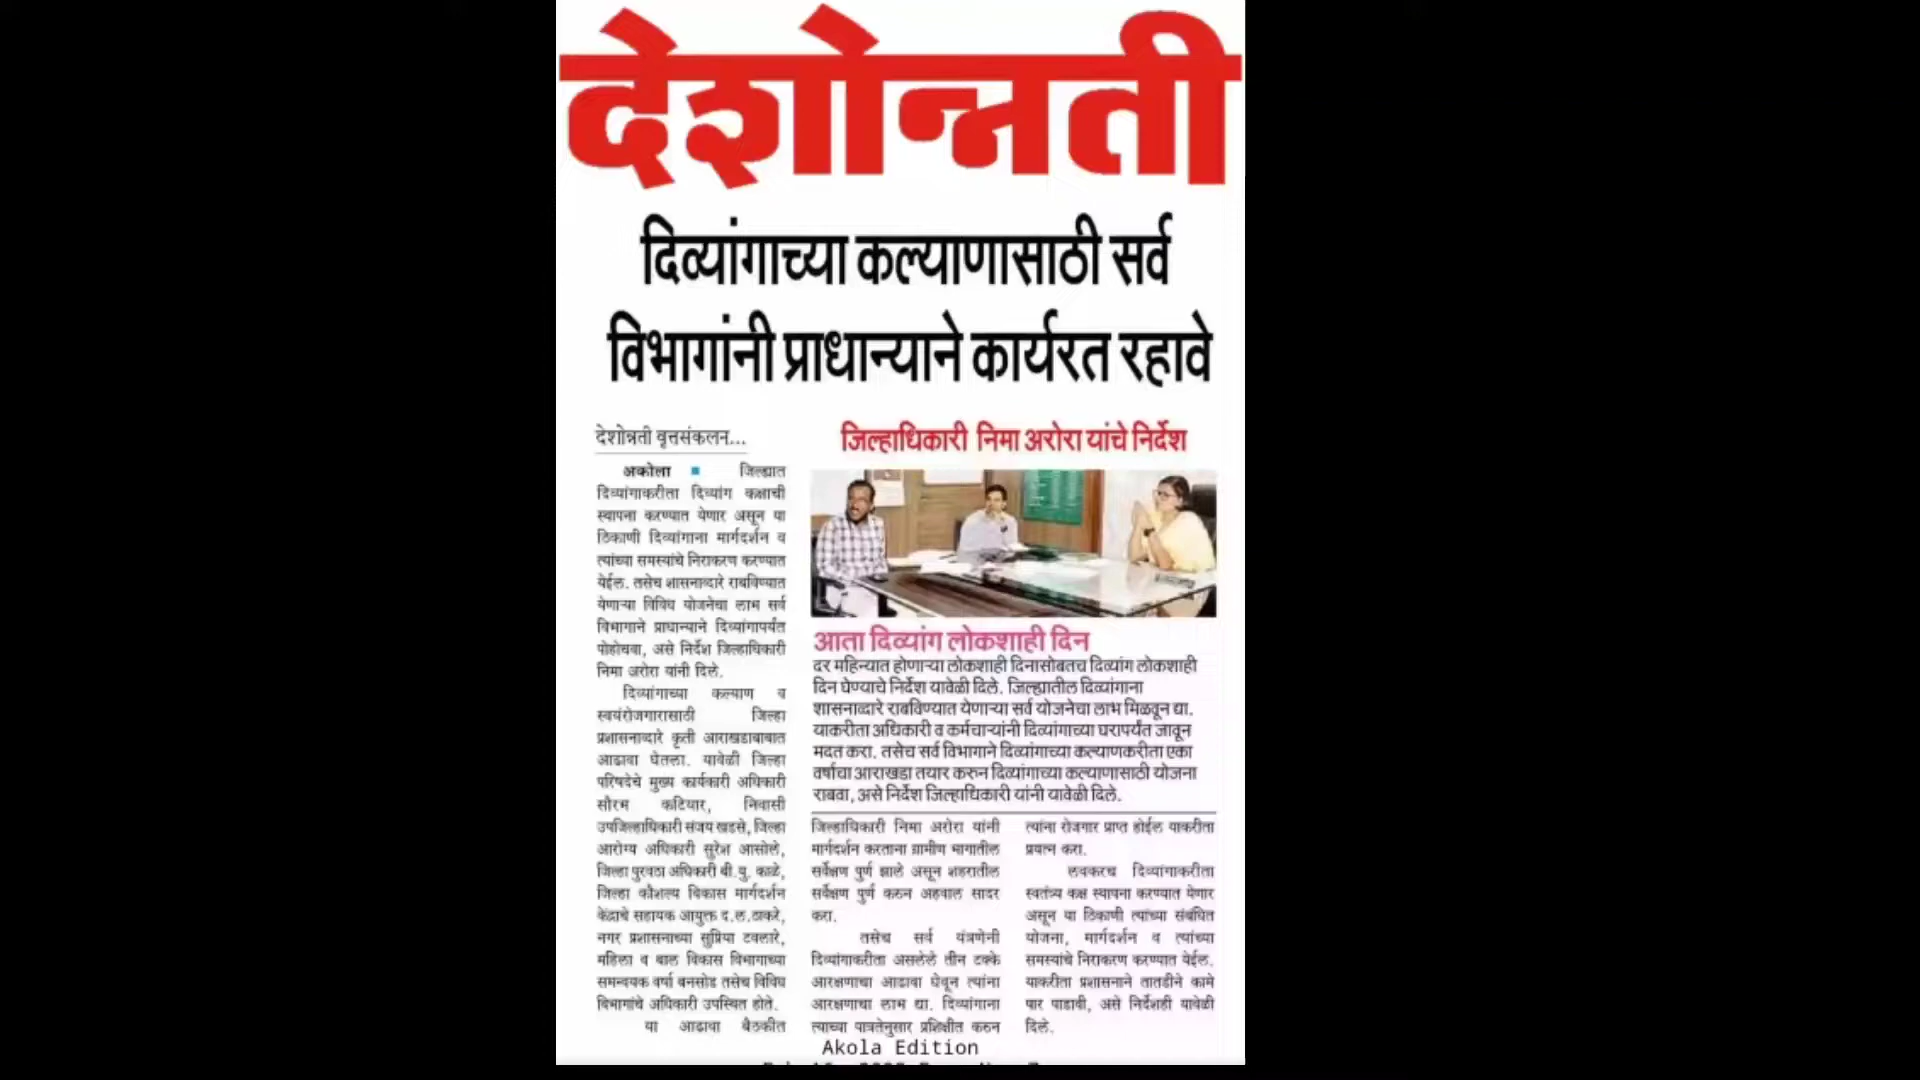 देशोन्नती
दिव्यांगाच्या कल्याणासाठी सर्व
विभागांनी प्राधान्याने कार्यरत रहावे
देशोन्नती वृत्तसंकलन...
अकोला ■ जिल्ह्यात
दिव्यांगाकरीता दिव्यांग कक्षाची
स्थापना करण्यात येणार असून या
ठिकाणी दिव्यांगाना मार्गदर्शन व
त्यांच्या समस्यांचे निराकरण करण्यात
येईल. तसेच शासनाव्दारे राबविण्यात
येणाऱ्या विविध योजनेचा लाभ सर्व
विभागाने प्राधान्याने दिव्यांगापर्यंत
पोहोचवा, असे निर्देश जिल्हाधिकारी
निमा अरोरा यांनी दिले.
दिव्यांगाच्या कल्याण व
स्वयंरोजगारासाठी जिल्हा
प्रशासनाव्दारे कृती आराखडाबाबात
आढावा घेतला. यावेळी जिल्हा
परिषदेचे मुख्य कार्यकारी अधिकारी
सौरभ कटियार, निवासी
उपजिल्हाधिकारी संजय खडसे, जिल्हा
आरोग्य अधिकारी सुरेश आसोले,
जिल्हा पुरवठा अधिकारी बी.यु. काळे,
जिल्हा कौशल्य विकास मार्गदर्शन
केंद्राचे सहायक आयुक्त द.ल.ठाकरे,
नगर प्रशासनाच्या सुप्रिया टवलारे,
महिला व बाल विकास विभागाच्या
समन्वयक वर्षा बनसोड तसेच विविध
विभागांचे अधिकारी उपस्थित होते.
या आढावा बैठकीत
जिल्हाधिकारी निमा अरोरा यांचे निर्देश
आता दिव्यांग लोकशाही दिन
दर महिन्यात होणाऱ्या लोकशाही दिनासोबतच दिव्यांग लोकशाही
दिन घेण्याचे निर्देश यावेळी दिले. जिल्ह्यातील दिव्यांगाना
शासनाव्दारे राबविण्यात येणाऱ्या सर्व योजनेचा लाभ मिळवून द्या.
याकरीता अधिकारी व कर्मचाऱ्यांनी दिव्यांगाच्या घरापर्यंत जावून
मदत करा. तसेच सर्व विभागाने दिव्यांगाच्या कल्याणकरीता एका
वर्षाचा आराखडा तयार करुन दिव्यांगाच्या कल्याणासाठी योजना
राबवा, असे निर्देश जिल्हाधिकारी यांनी यावेळी दिले.
जिल्हाधिकारी निमा अरोरा यांनी
मार्गदर्शन करताना ग्रामीण भागातील
सर्वेक्षण पुर्ण झाले असून शहरातील
सर्वेक्षण पुर्ण करुन अहवाल सादर
करा.
तसेच सर्व यंत्रणेनी
दिव्यांगाकरीता असलेले तीन टक्के
आरक्षणाचा आढावा घेवून त्यांना
आरक्षणाचा लाभ द्या. दिव्यांगाना
त्याच्या पात्रतेनुसार प्रशिक्षीत करुन
त्यांना रोजगार प्राप्त होईल याकरीता
प्रयत्न करा.
लवकरच दिव्यांगाकरीता
स्वतंत्र्य कक्ष स्थापना करण्यात येणार
असून या ठिकाणी त्यांच्या संबंधित
योजना, मार्गदर्शन व त्यांच्या
समस्यांचे निराकरण करण्यात येईल.
याकरीता प्रशासनाने तातडीने कामे
पार पाडावी, असे निर्देशही यावेळी
दिले.
Akola Edition